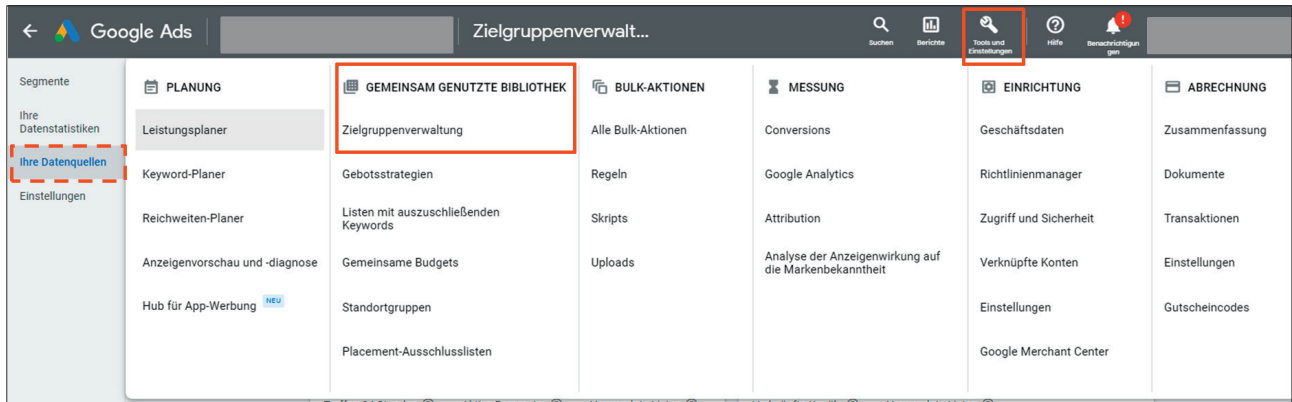 Google Ads
Zielgruppenverwalt...
Suchen
Berichte
Tools und
Einstellungen
Hilfe
Benachrichtigun
gen
Segmente
Ihre
Datenstatistiken
Ihre Datenquellen
Einstellungen
PLANUNG
Leistungsplaner
Keyword-Planer
Reichweiten-Planer
Anzeigenvorschau und -diagnose
Hub für App-Werbung NEU
GEMEINSAM GENUTZTE BIBLIOTHEK
Zielgruppenverwaltung
Gebotsstrategien
Listen mit auszuschließenden
Keywords
Gemeinsame Budgets
Standortgruppen
Placement-Ausschlusslisten
BULK-AKTIONEN
Alle Bulk-Aktionen
Regeln
Skripts
Uploads
MESSUNG
Conversions
Google Analytics
Attribution
Analyse der Anzeigenwirkung auf
die Markenbekanntheit
EINRICHTUNG
Geschäftsdaten
Richtlinienmanager
Zugriff und Sicherheit
Verknüpfte Konten
Einstellungen
Google Merchant Center
ABRECHNUNG
Zusammenfassung
Dokumente
Transaktionen
Einstellungen
Gutscheincodes